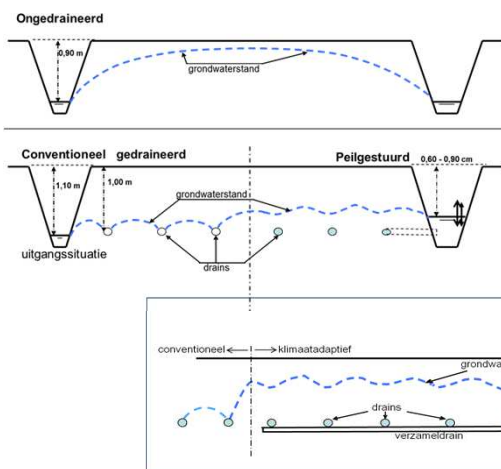 Ongedraineerd
0,90 m
grondwaterstand
Conventioneel gedraineerd
Peilgestuurd
0,60 - 0,90 cm
1,10 m
1,00 m
grondwaterstand
uitgangssituatie
drains
conventioneel
klimaatadaptief
grondwa
drains
verzameldrain